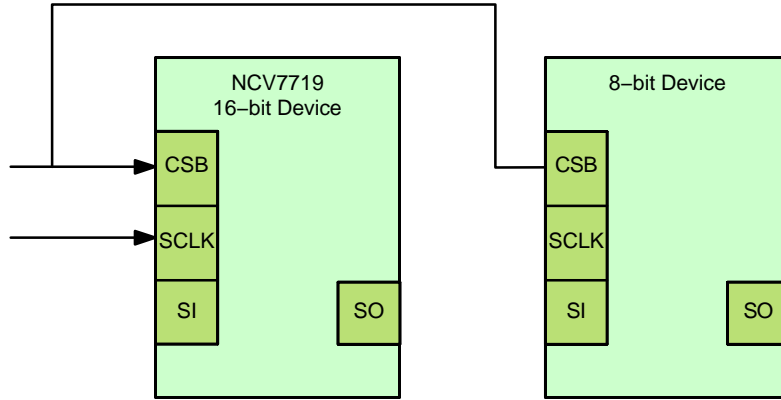 NCV7719
16−bit Device
CSB
SCLK
SI
SO
8−bit Device
CSB
SCLK
SI
SO